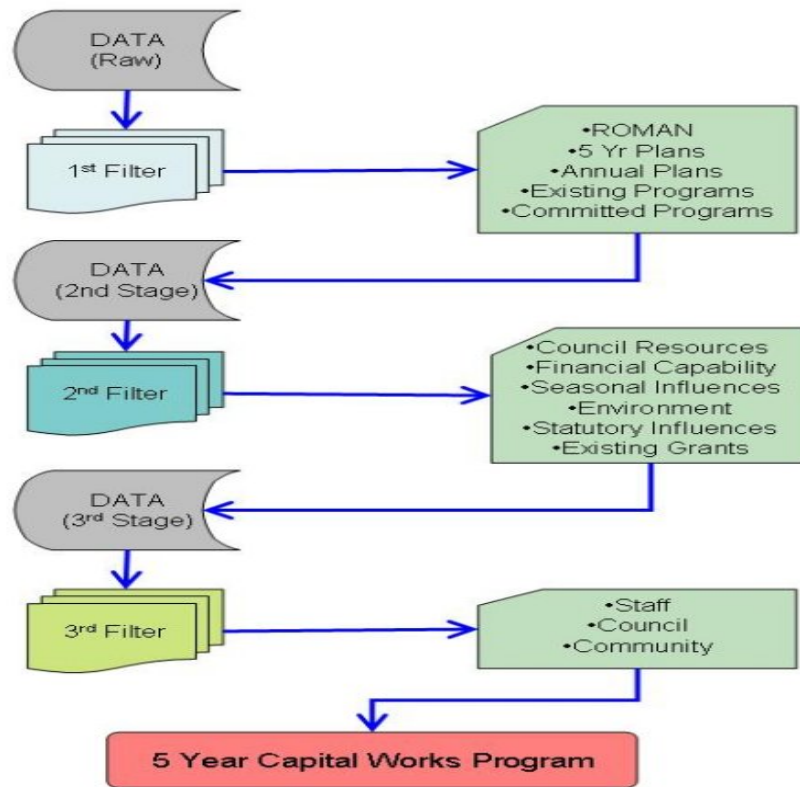 DATA
(Raw)
1st Filter
•ROMAN
•5 Yr Plans
•Annual Plans
•Existing Programs
•Committed Programs
DATA
(2nd Stage)
2nd Filter
•Council Resources
•Financial Capability
•Seasonal Influences
•Environment
•Statutory Influences
•Existing Grants
DATA
(3rd Stage)
3rd Filter
•Staff
•Council
•Community
5 Year Capital Works Program